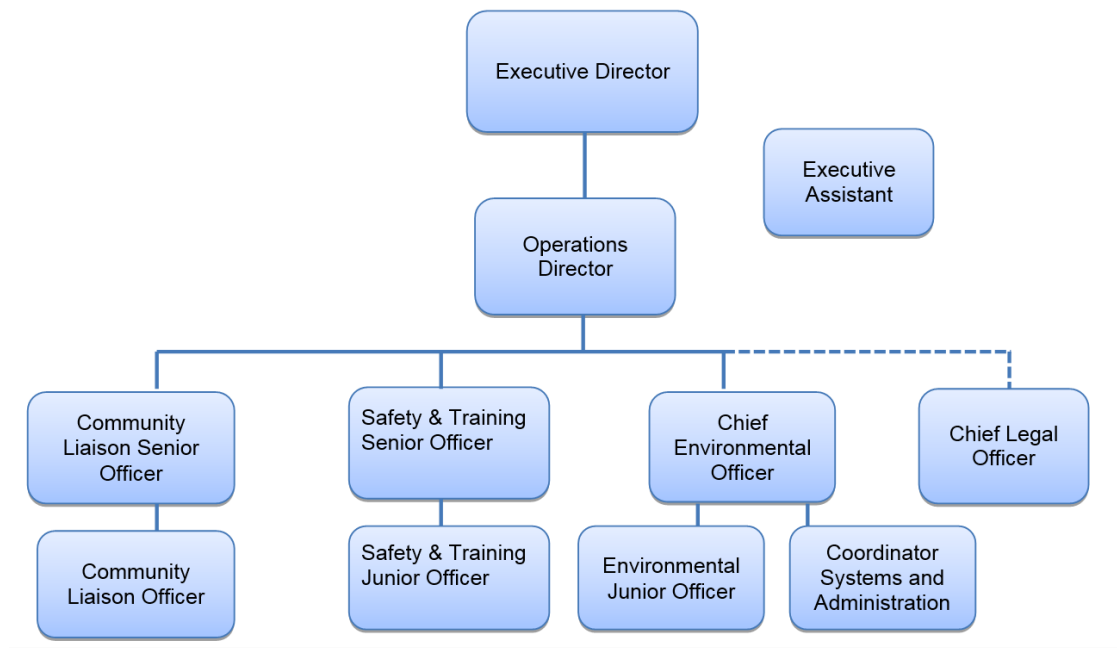 Executive Director
Executive
Assistant
Operations
Director
Community
Liaison Senior
Officer
Safety & Training
Senior Officer
Chief
Environmental
Officer
Chief Legal
Officer
Community
Liaison Officer
Safety & Training
Junior Officer
Environmental
Junior Officer
Coordinator
Systems and
Administration